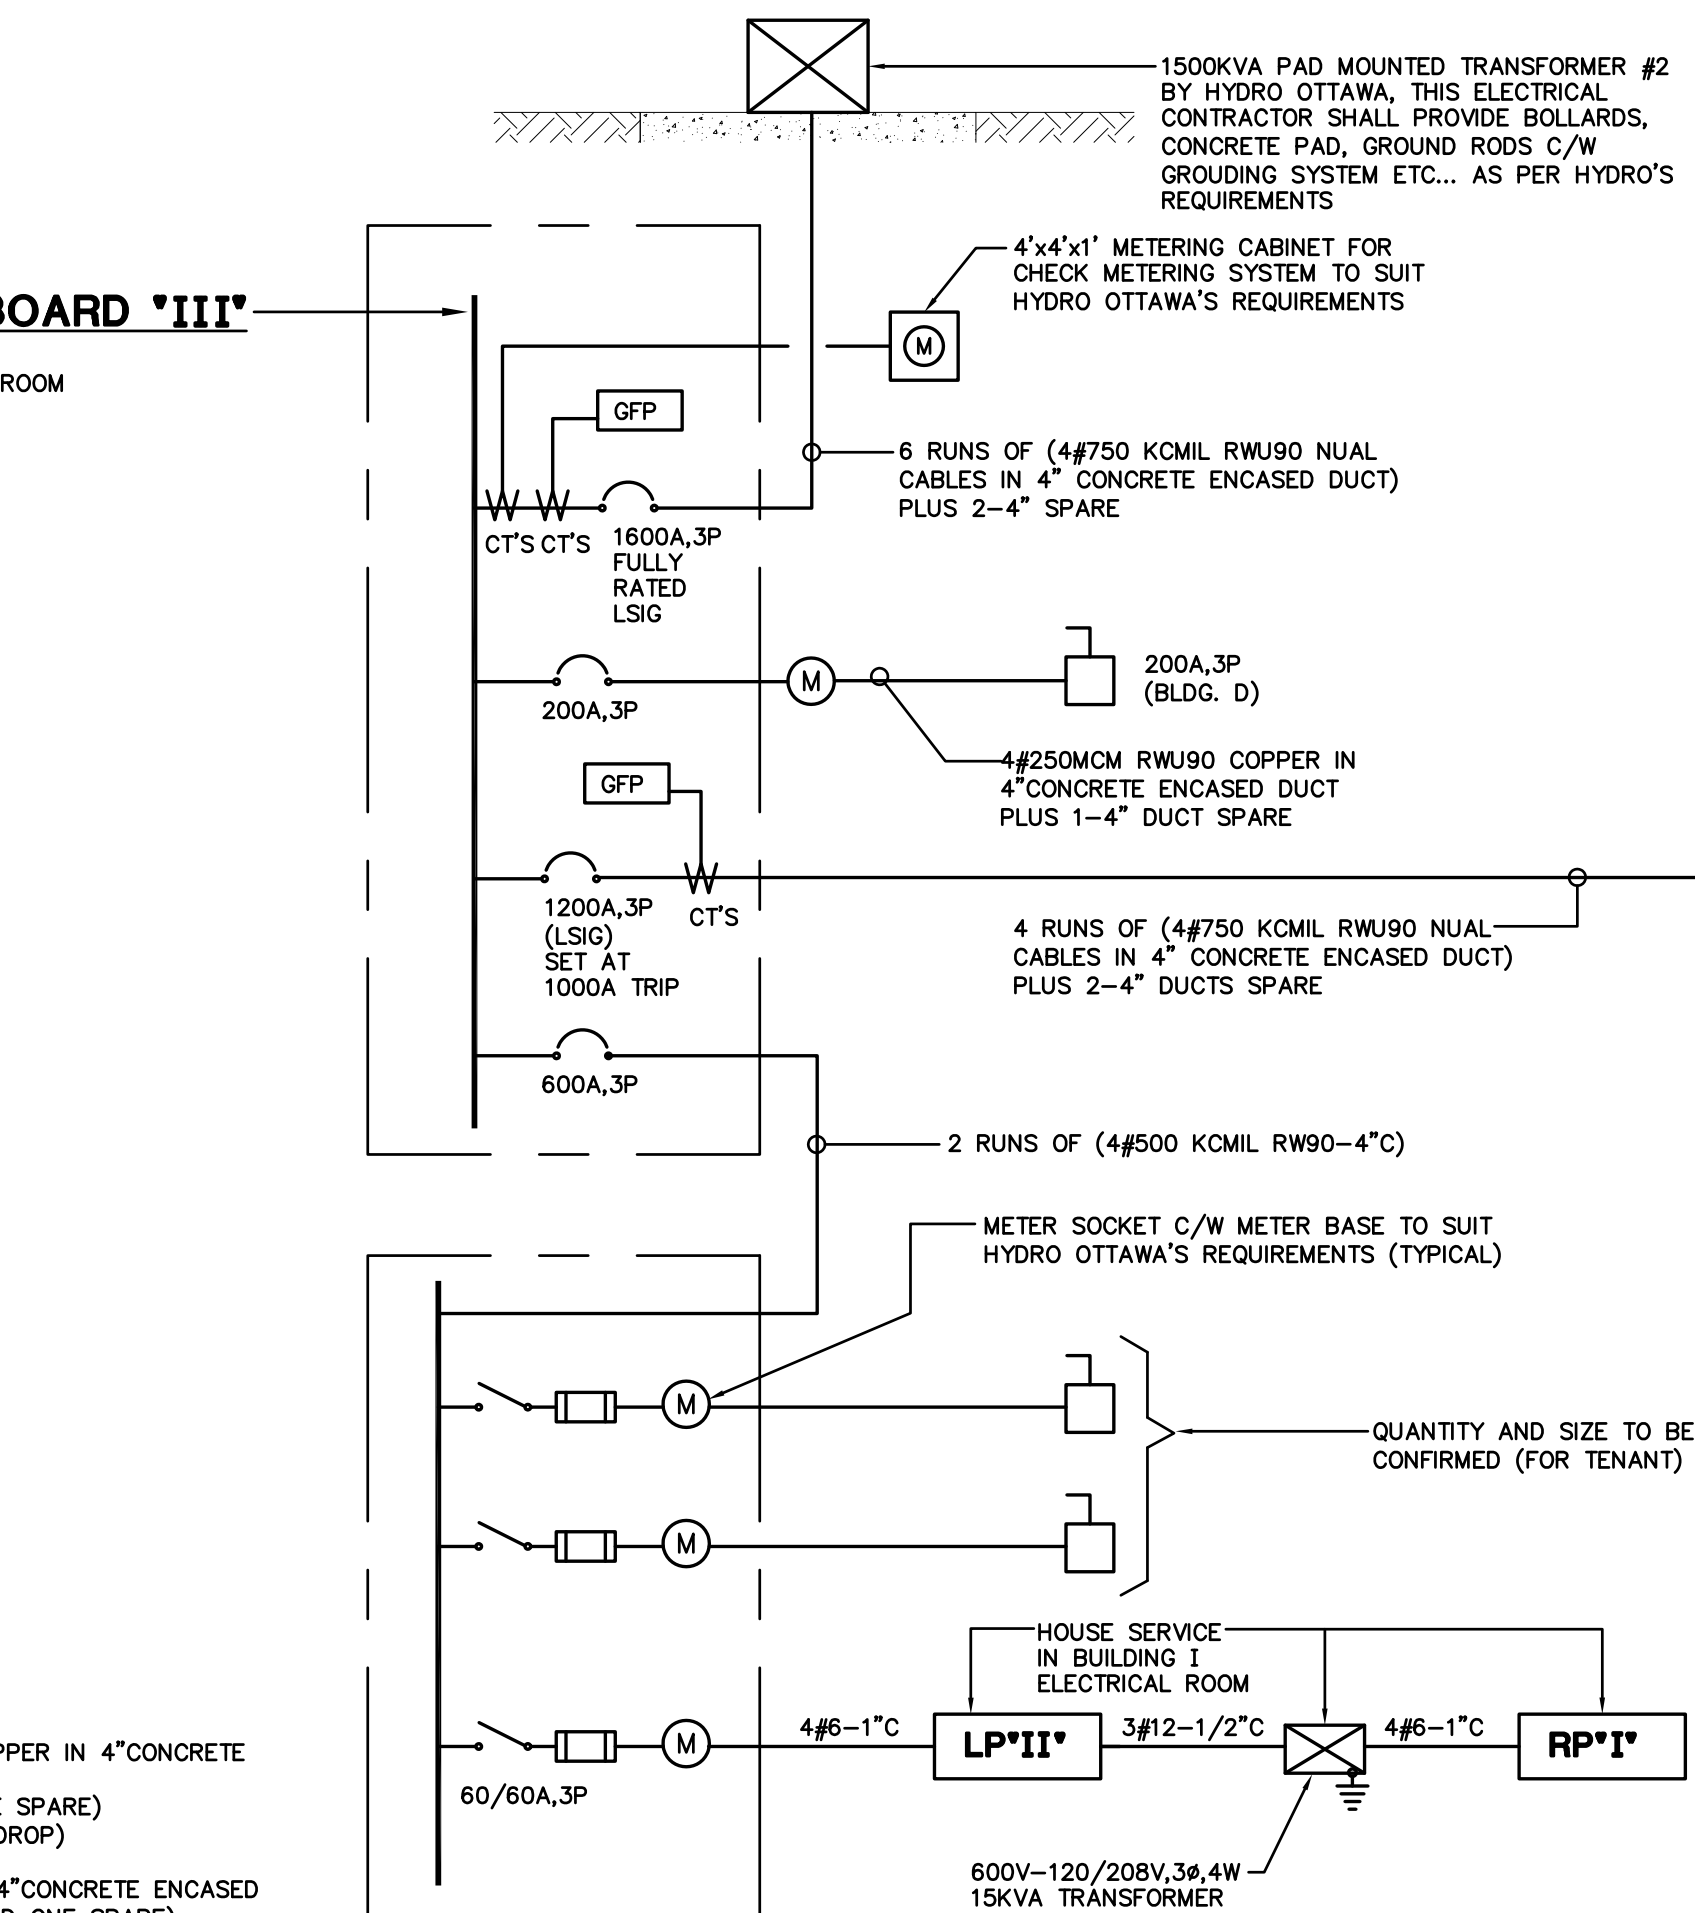 1500KVA PAD MOUNTED TRANSFORMER #2
BY HYDRO OTTAWA, THIS ELECTRICAL
CONTRACTOR SHALL PROVIDE BOLLARDS,
CONCRETE PAD, GROUND RODS C/W
GROUDING SYSTEM ETC... AS PER HYDRO'S
REQUIREMENTS
4'x4'x1' METERING CABINET FOR
CHECK METERING SYSTEM TO SUIT
HYDRO OTTAWA'S REQUIREMENTS
BOARD "III"
ROOM
M
GFP
6 RUNS OF (4#750 KCMIL RWU90 NUAL
CABLES IN 4" CONCRETE ENCASED DUCT)
PLUS 2-4" SPARE
CT'S CT'S
1600A,3P
FULLY
RATED
LSIG
200A,3P
M
200A,3P
(BLDG. D)
4#250MCM RWU90 COPPER IN
4"CONCRETE ENCASED DUCT
PLUS 1-4" DUCT SPARE
GFP
1200A,3P
(LSIG)
SET AT
1000A TRIP
CT'S
4 RUNS OF (4#750 KCMIL RWU90 NUAL
CABLES IN 4" CONCRETE ENCASED DUCT)
PLUS 2-4" DUCTS SPARE
600A,3P
2 RUNS OF (4#500 KCMIL RW90-4"C)
METER SOCKET C/W METER BASE TO SUIT
HYDRO OTTAWA'S REQUIREMENTS (TYPICAL)
M
QUANTITY AND SIZE TO BE
CONFIRMED (FOR TENANT)
M
HOUSE SERVICE
IN BUILDING I
ELECTRICAL ROOM
M
4#6-1"C
LP"II"
3#12-1/2"C
4#6-1"C
RP"I"
60/60A,3P
600V-120/208V,3ø,4W
15KVA TRANSFORMER
PPER IN 4"CONCRETE
E SPARE)
DROP)
4"CONCRETE ENCASED
ONE SPARE)